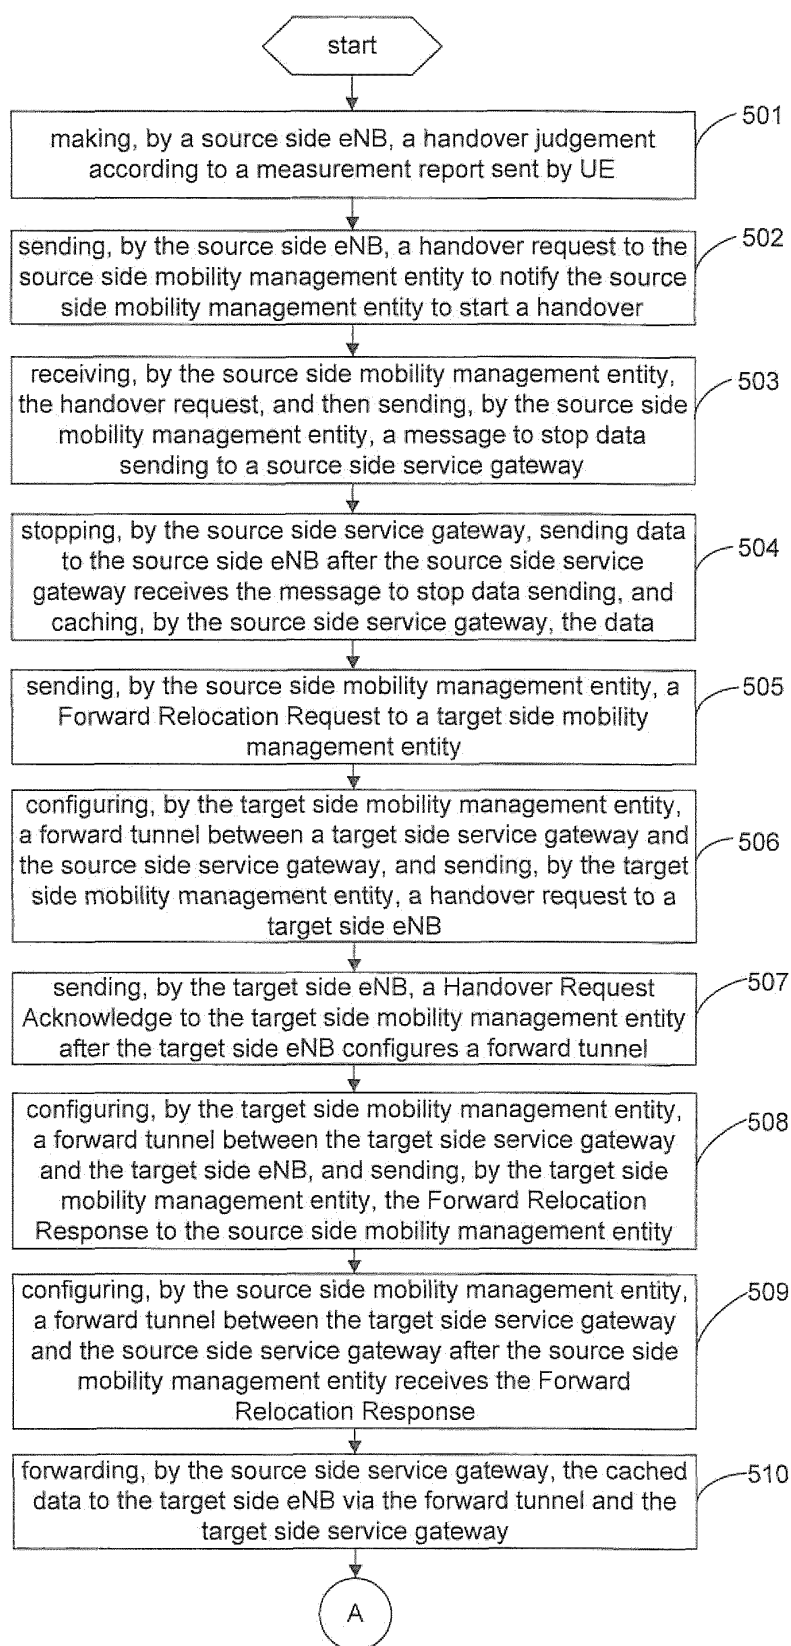 start
501
making, by a source side eNB, a handover judgement
according to a measurement report sent by UE
502
sending, by the source side eNB, a handover request to the
source side mobility management entity to notify the source
side mobility management entity to start a handover
503
receiving, by the source side mobility management entity,
the handover request, and then sending, by the source side
mobility management entity, a message to stop data
sending to a source side service gateway
504
stopping, by the source side service gateway, sending data
to the source side eNB after the source side service
gateway receives the message to stop data sending, and
caching, by the source side service gateway, the data
505
sending, by the source side mobility management entity, a
Forward Relocation Request to a target side mobility
management entity
506
configuring, by the target side mobility management entity,
a forward tunnel between a target side service gateway and
the source side service gateway, and sending, by the target
side mobility management entity, a handover request to a
target side eNB
507
sending, by the target side eNB, a Handover Request
Acknowledge to the target side mobility management entity
after the target side eNB configures a forward tunnel
508
configuring, by the target side mobility management entity,
a forward tunnel between the target side service gateway
and the target side eNB, and sending, by the target side
mobility management entity, the Forward Relocation
Response to the source side mobility management entity
509
configuring, by the source side mobility management entity,
a forward tunnel between the target side service gateway
and the source side service gateway after the source side
mobility management entity receives the Forward
Relocation Response
510
forwarding, by the source side service gateway, the cached
data to the target side eNB via the forward tunnel and the
target side service gateway
A